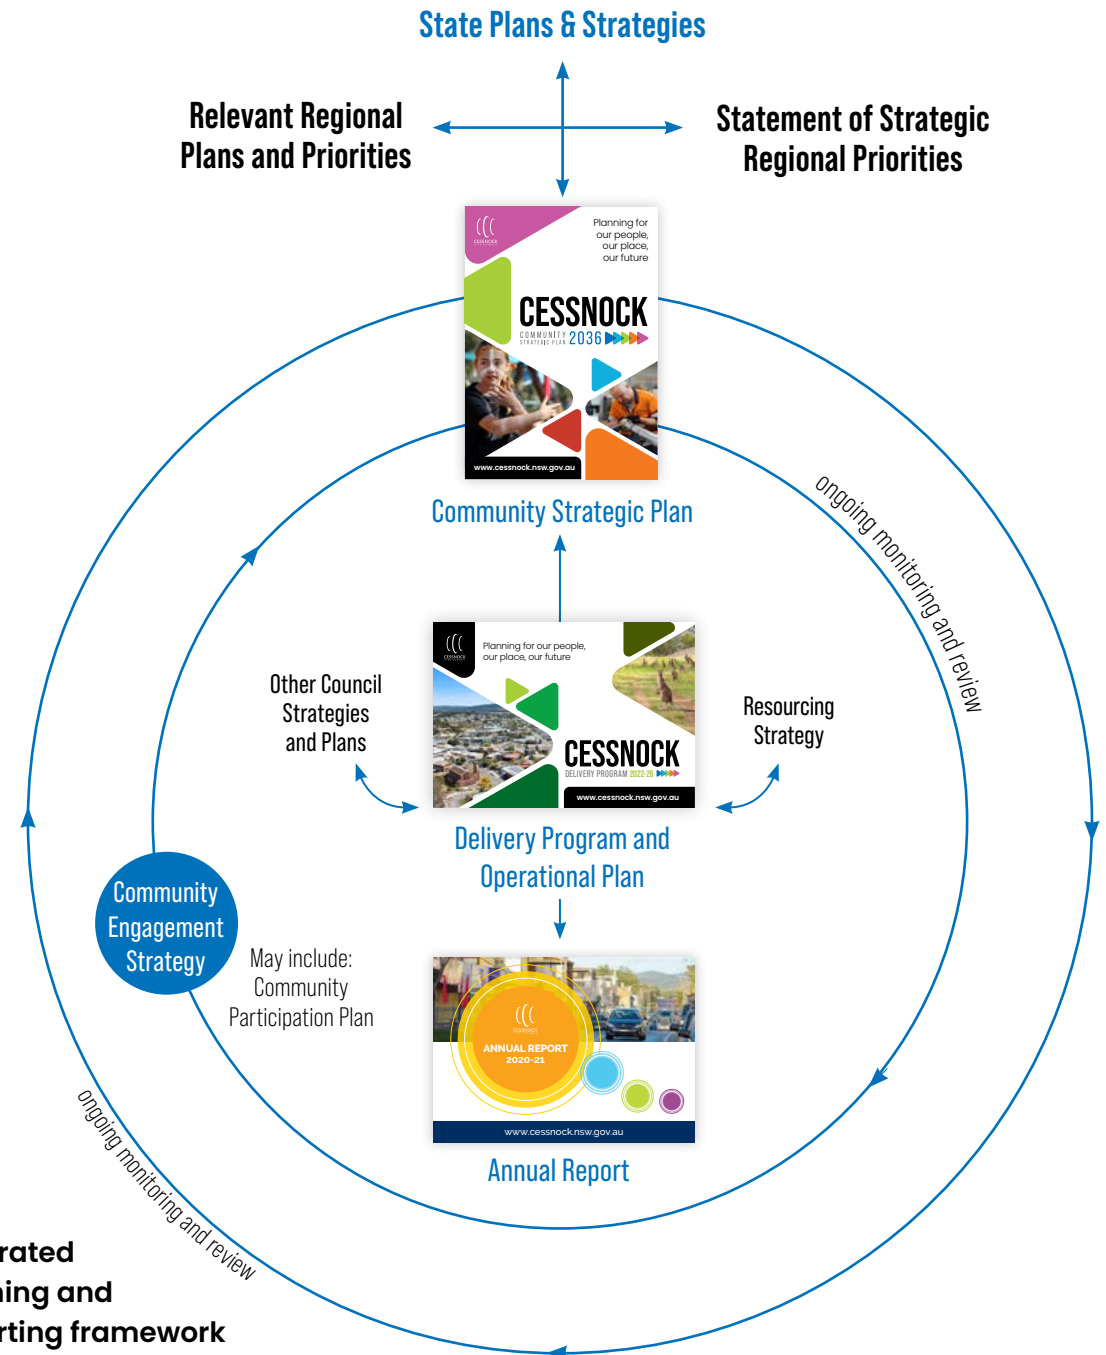 State Plans & Strategies
Relevant Regional
Plans and Priorities
Statement of Strategic
Regional Priorities
CESSNOCK
Planning for
our people,
our place,
our future
CESSNOCK
COMMUNITY
STRATEGIC PLAN 2036
www.cessnock.nsw.gov.au
Community Strategic Plan
ongoing monitoring and review
CESSNOCK
Planning for our people,
our place, our future
CESSNOCK
DELIVERY PROGRAM 2022-26
www.cessnock.nsw.gov.au
Other Council
Strategies
and Plans
Resourcing
Strategy
Delivery Program and
Operational Plan
Community
Engagement
Strategy
May include:
Community
Participation Plan
CESSNOCK
ANNUAL REPORT
2020-21
www.cessnock.nsw.gov.au
Annual Report
ongoing monitoring and review
rated
ning and
rting framework